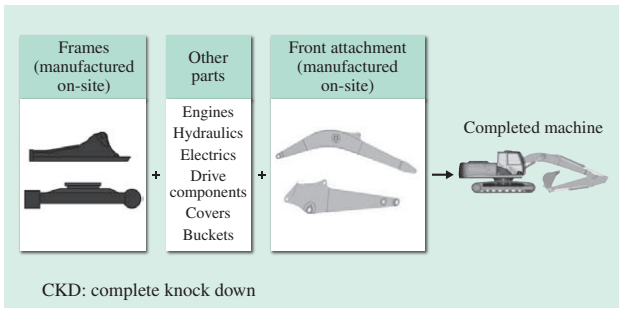 Frames
(manufactured
on-site)
Other
parts
Engines
Hydraulics
Electrics
Drive
components
Covers
Buckets
Front attachment
(manufactured
on-site)
+
+
Completed machine
CKD: complete knock down